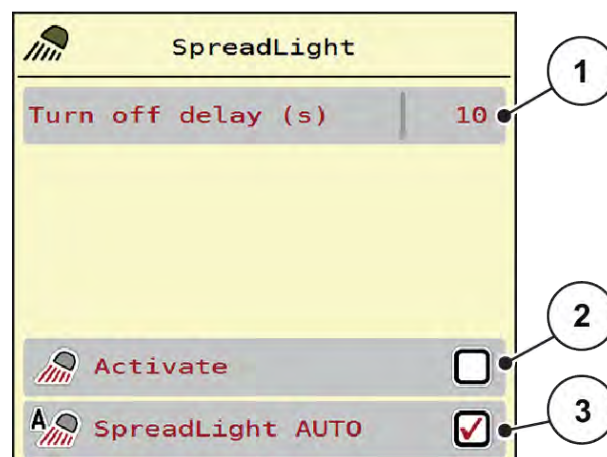 SpreadLight
1
Turn off delay (s) 10
2
Activate
3
A SpreadLight AUTO